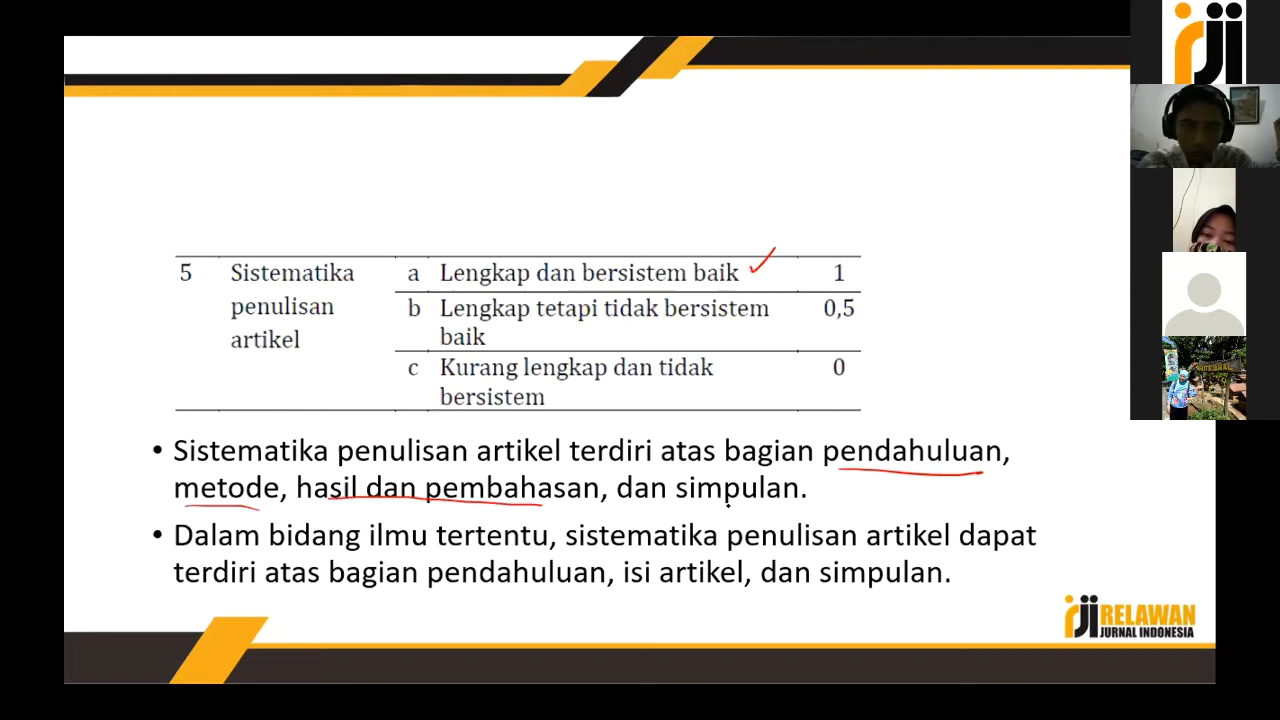 rji
5 Sistematika penulisan artikel
a Lengkap dan bersistem baik 1
b Lengkap tetapi tidak bersistem baik 0,5
c Kurang lengkap dan tidak bersistem 0
• Sistematika penulisan artikel terdiri atas bagian pendahuluan,
metode, hasil dan pembahasan, dan simpulan.
• Dalam bidang ilmu tertentu, sistematika penulisan artikel dapat
terdiri atas bagian pendahuluan, isi artikel, dan simpulan.
rji RELAWAN
JURNAL INDONESIA